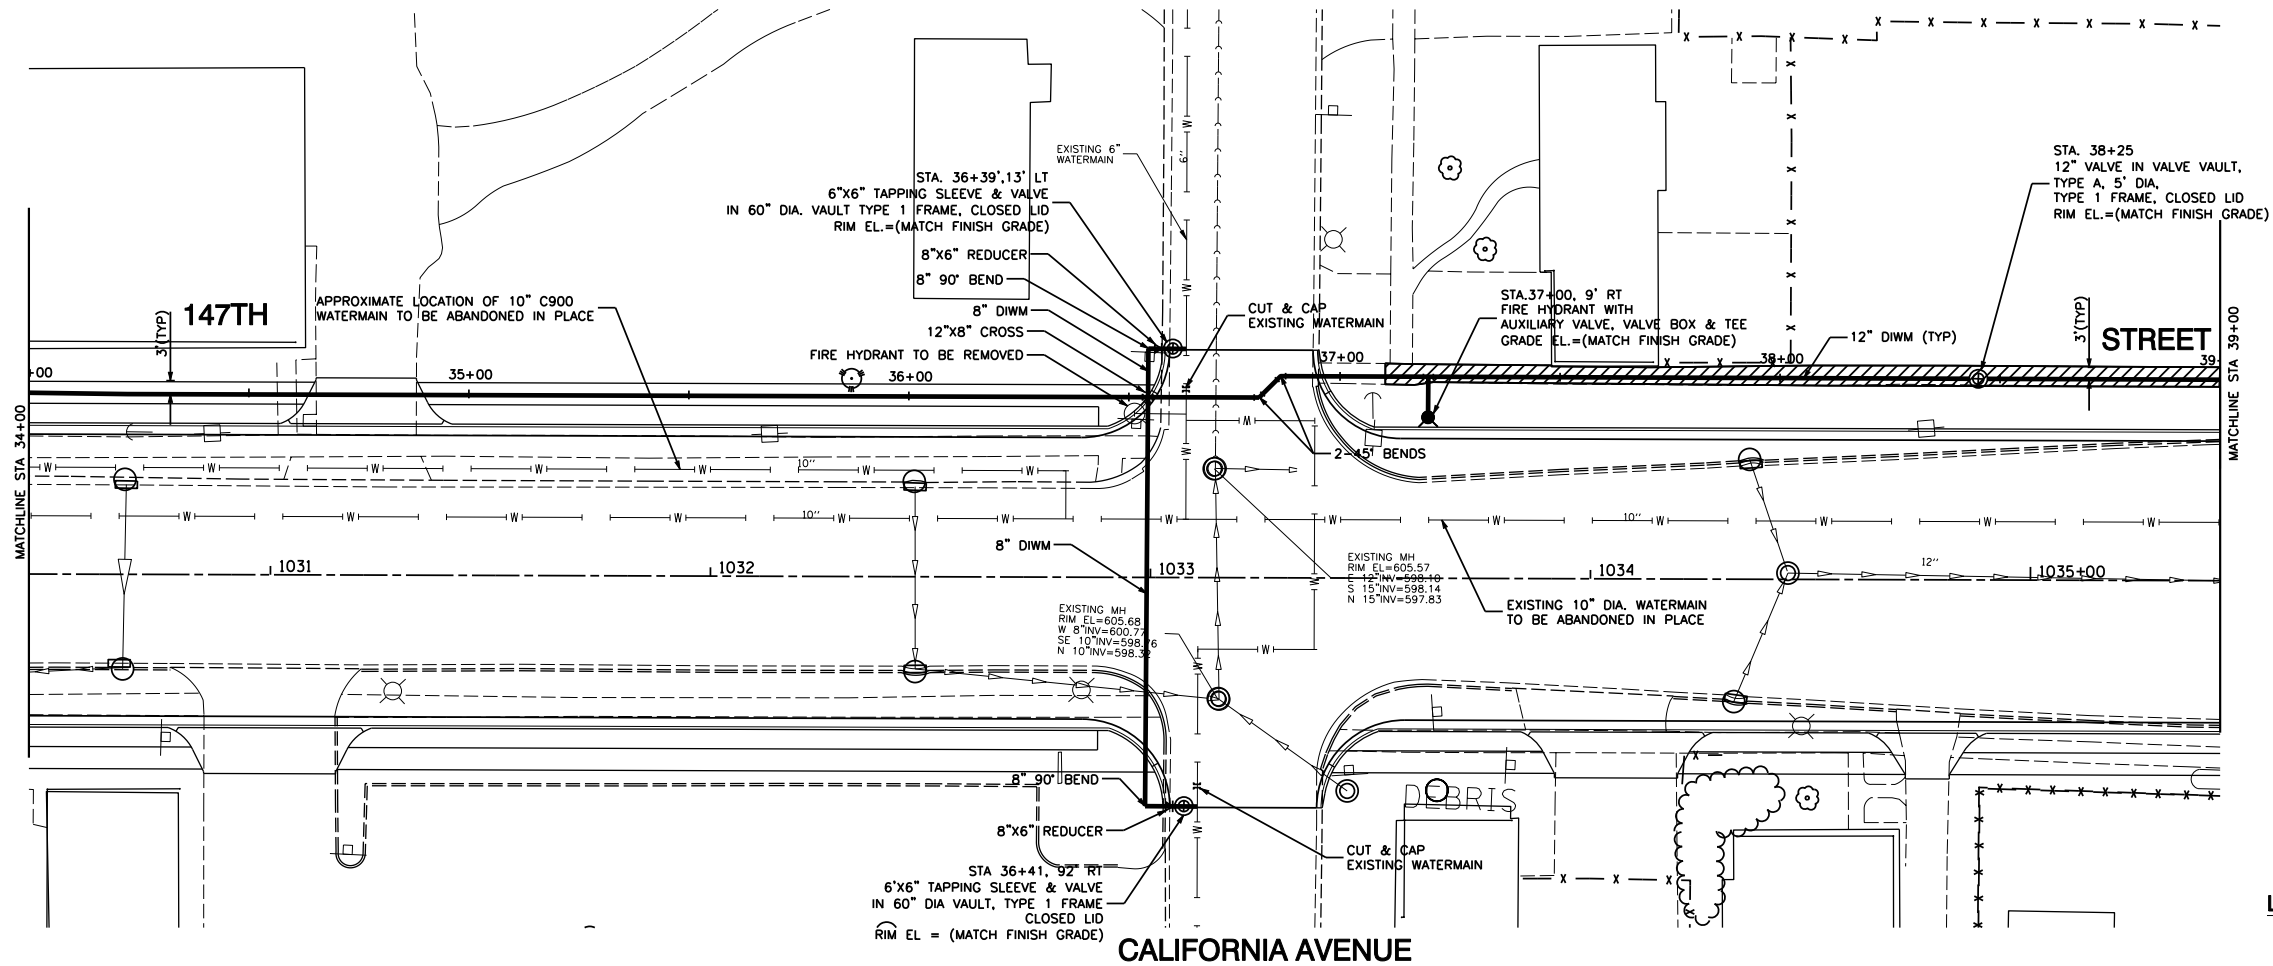 EXISTING 6"
WATERMAIN
6"
STA. 36+39',13' LT
6"X6" TAPPING SLEEVE & VALVE
IN 60" DIA. VAULT TYPE 1 FRAME, CLOSED LID
RIM EL.=(MATCH FINISH GRADE)
8"X6" REDUCER
8" 90° BEND
8" DIWM
12"X8" CROSS
FIRE HYDRANT TO BE REMOVED
147TH
3'(TYP)
APPROXIMATE LOCATION OF 10" C900
WATERMAIN TO BE ABANDONED IN PLACE
CUT & CAP
EXISTING WATERMAIN
STA.37+00, 9' RT
FIRE HYDRANT WITH
AUXILIARY VALVE, VALVE BOX & TEE
GRADE EL.=(MATCH FINISH GRADE)
12" DIWM (TYP)
STA. 38+25
12" VALVE IN VALVE VAULT,
TYPE A, 5' DIA,
TYPE 1 FRAME, CLOSED LID
RIM EL.=(MATCH FINISH GRADE)
3'(TYP)
STREET
+00
35+00
36+00
37+00
38+00
39+
MATCHLINE STA 34+00
MATCHLINE STA 39+00
2-45° BENDS
W W W W W 10" W W
W W W W 10" W W W W 10" W W W
8" DIWM
1031
1032
1033
1034
1035+00
12"
EXISTING MH
RIM EL=605.57
E 12"INV=598.10
S 15"INV=598.14
N 15"INV=597.83
EXISTING 10" DIA. WATERMAIN
TO BE ABANDONED IN PLACE
EXISTING MH
RIM EL=605.68
W 8"INV=600.77
SE 10"INV=598.76
N 10"INV=598.32
8" 90° BEND
8"X6" REDUCER
DEBRIS
CUT & CAP
EXISTING WATERMAIN
STA 36+41, 92' RT
6'X6" TAPPING SLEEVE & VALVE
IN 60" DIA VAULT, TYPE 1 FRAME
CLOSED LID
RIM EL = (MATCH FINISH GRADE)
CALIFORNIA AVENUE